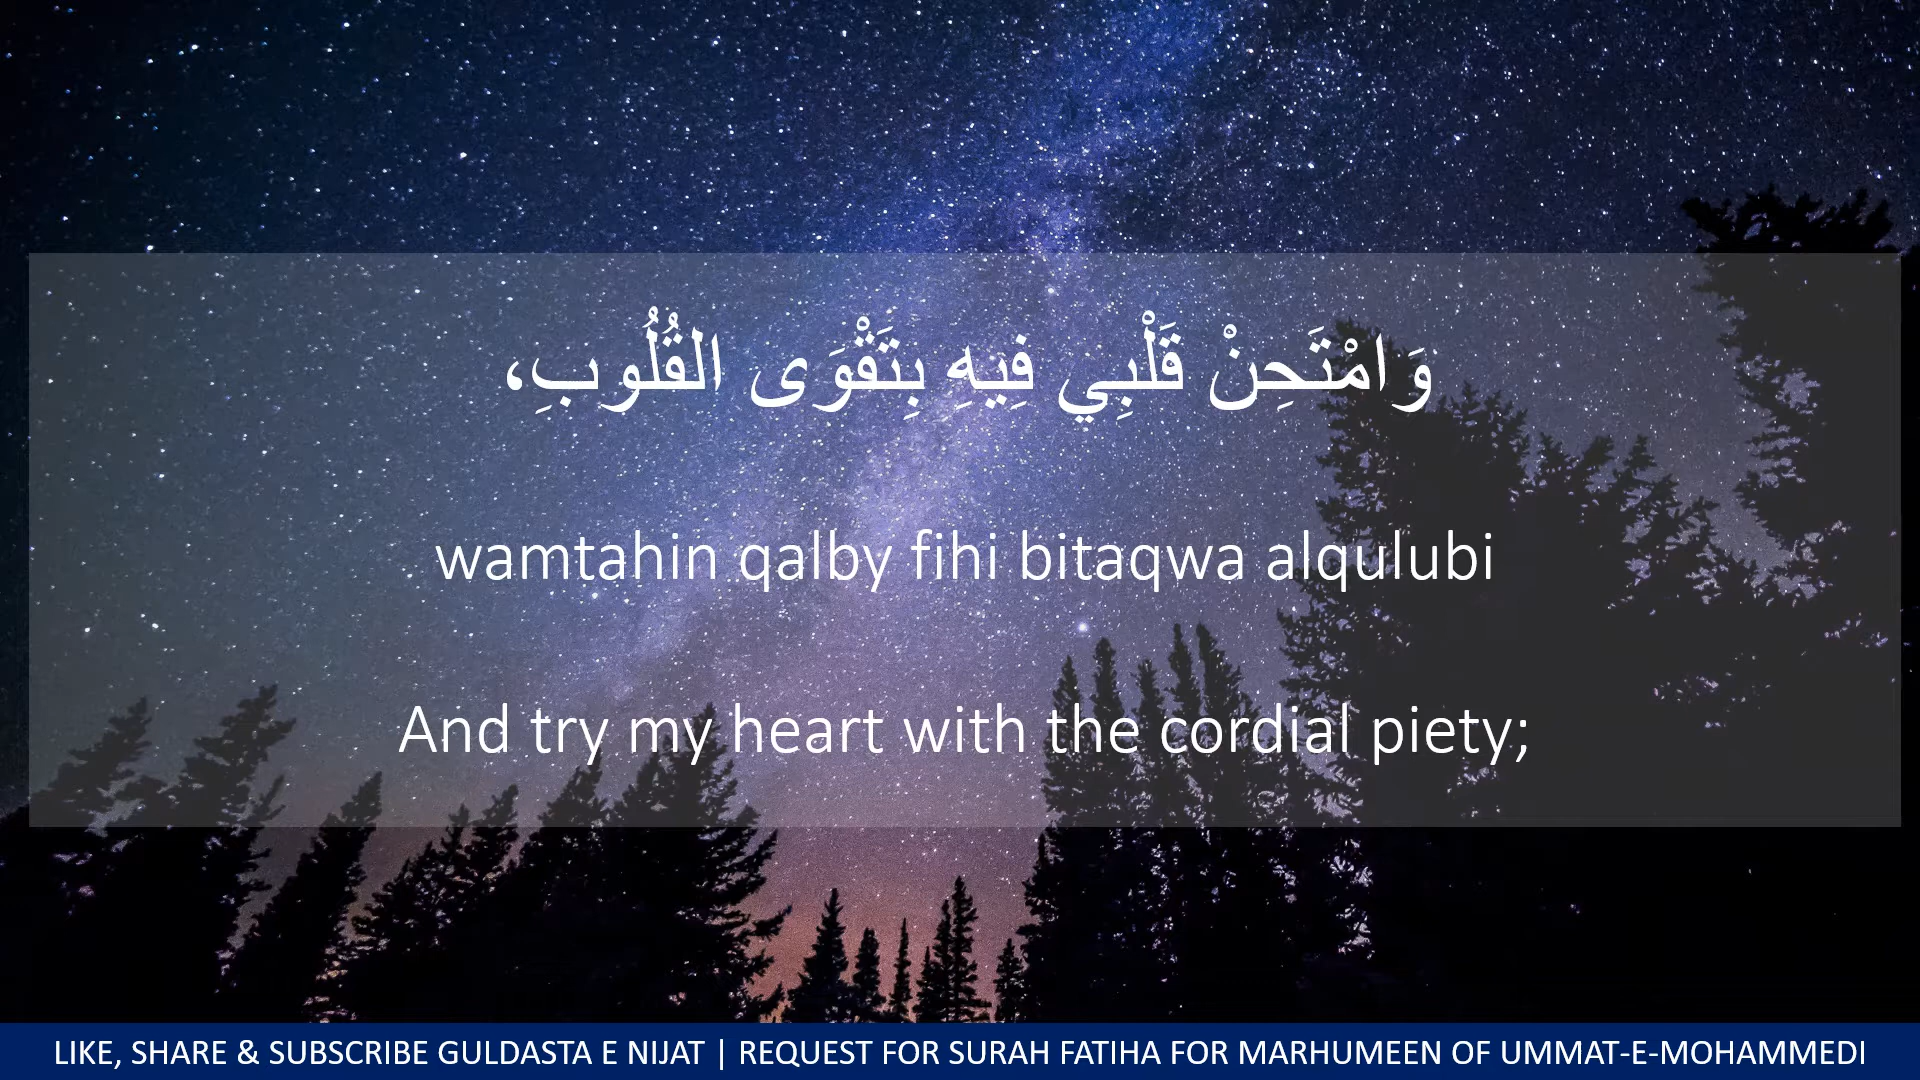 وَامْتَحِنْ قَلْبِي فِيهِ بِتَقْوَى الْقُلُوبِ،
wamtahin qalby fihi bitaqwa alqulubi
And try my heart with the cordial piety;
LIKE, SHARE & SUBSCRIBE GULDASTA E NIJAT | REQUEST FOR SURAH FATIHA FOR MARHUMEEN OF UMMAT-E-MOHAMMEDI